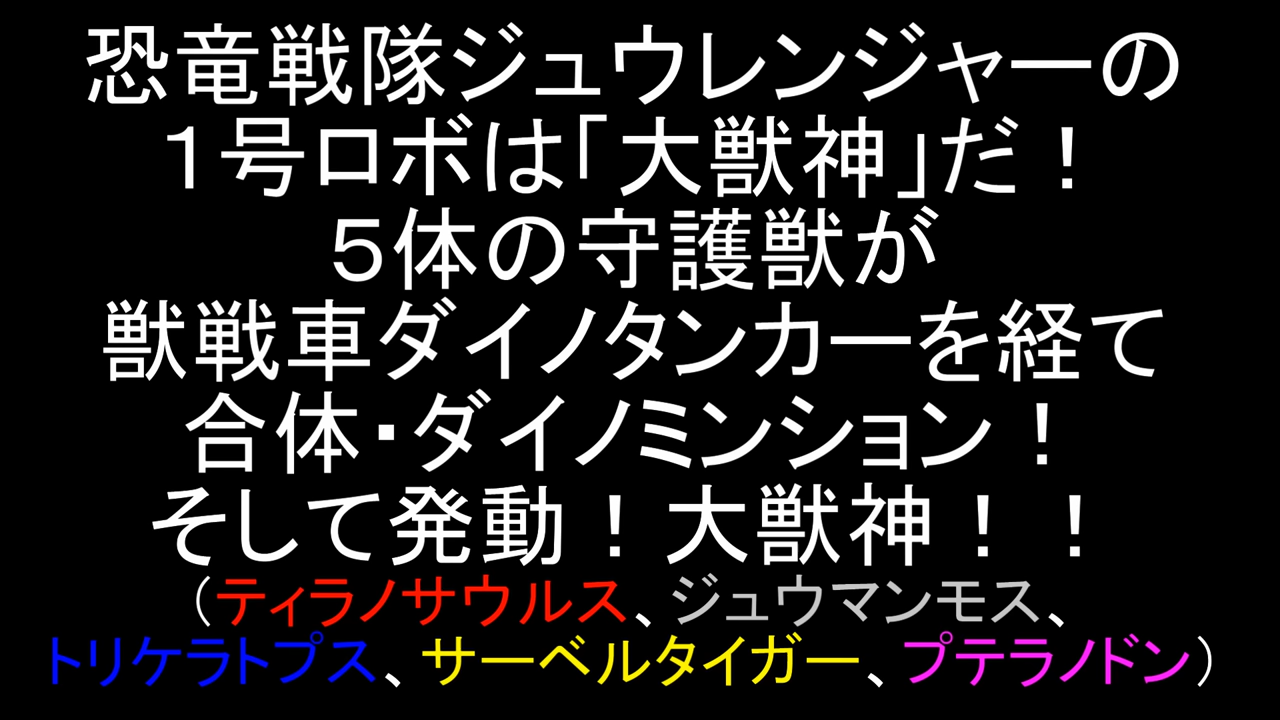 恐竜戦隊ジュウレンジャーの
１号ロボは「大獣神」だ！
５体の守護獣が
獣戦車ダイノタンカーを経て
合体・ダイノミンション！
そして発動！大獣神！！
（ティラノサウルス、ジュウマンモス、
トリケラトプス、サーベルタイガー、プテラノドン）